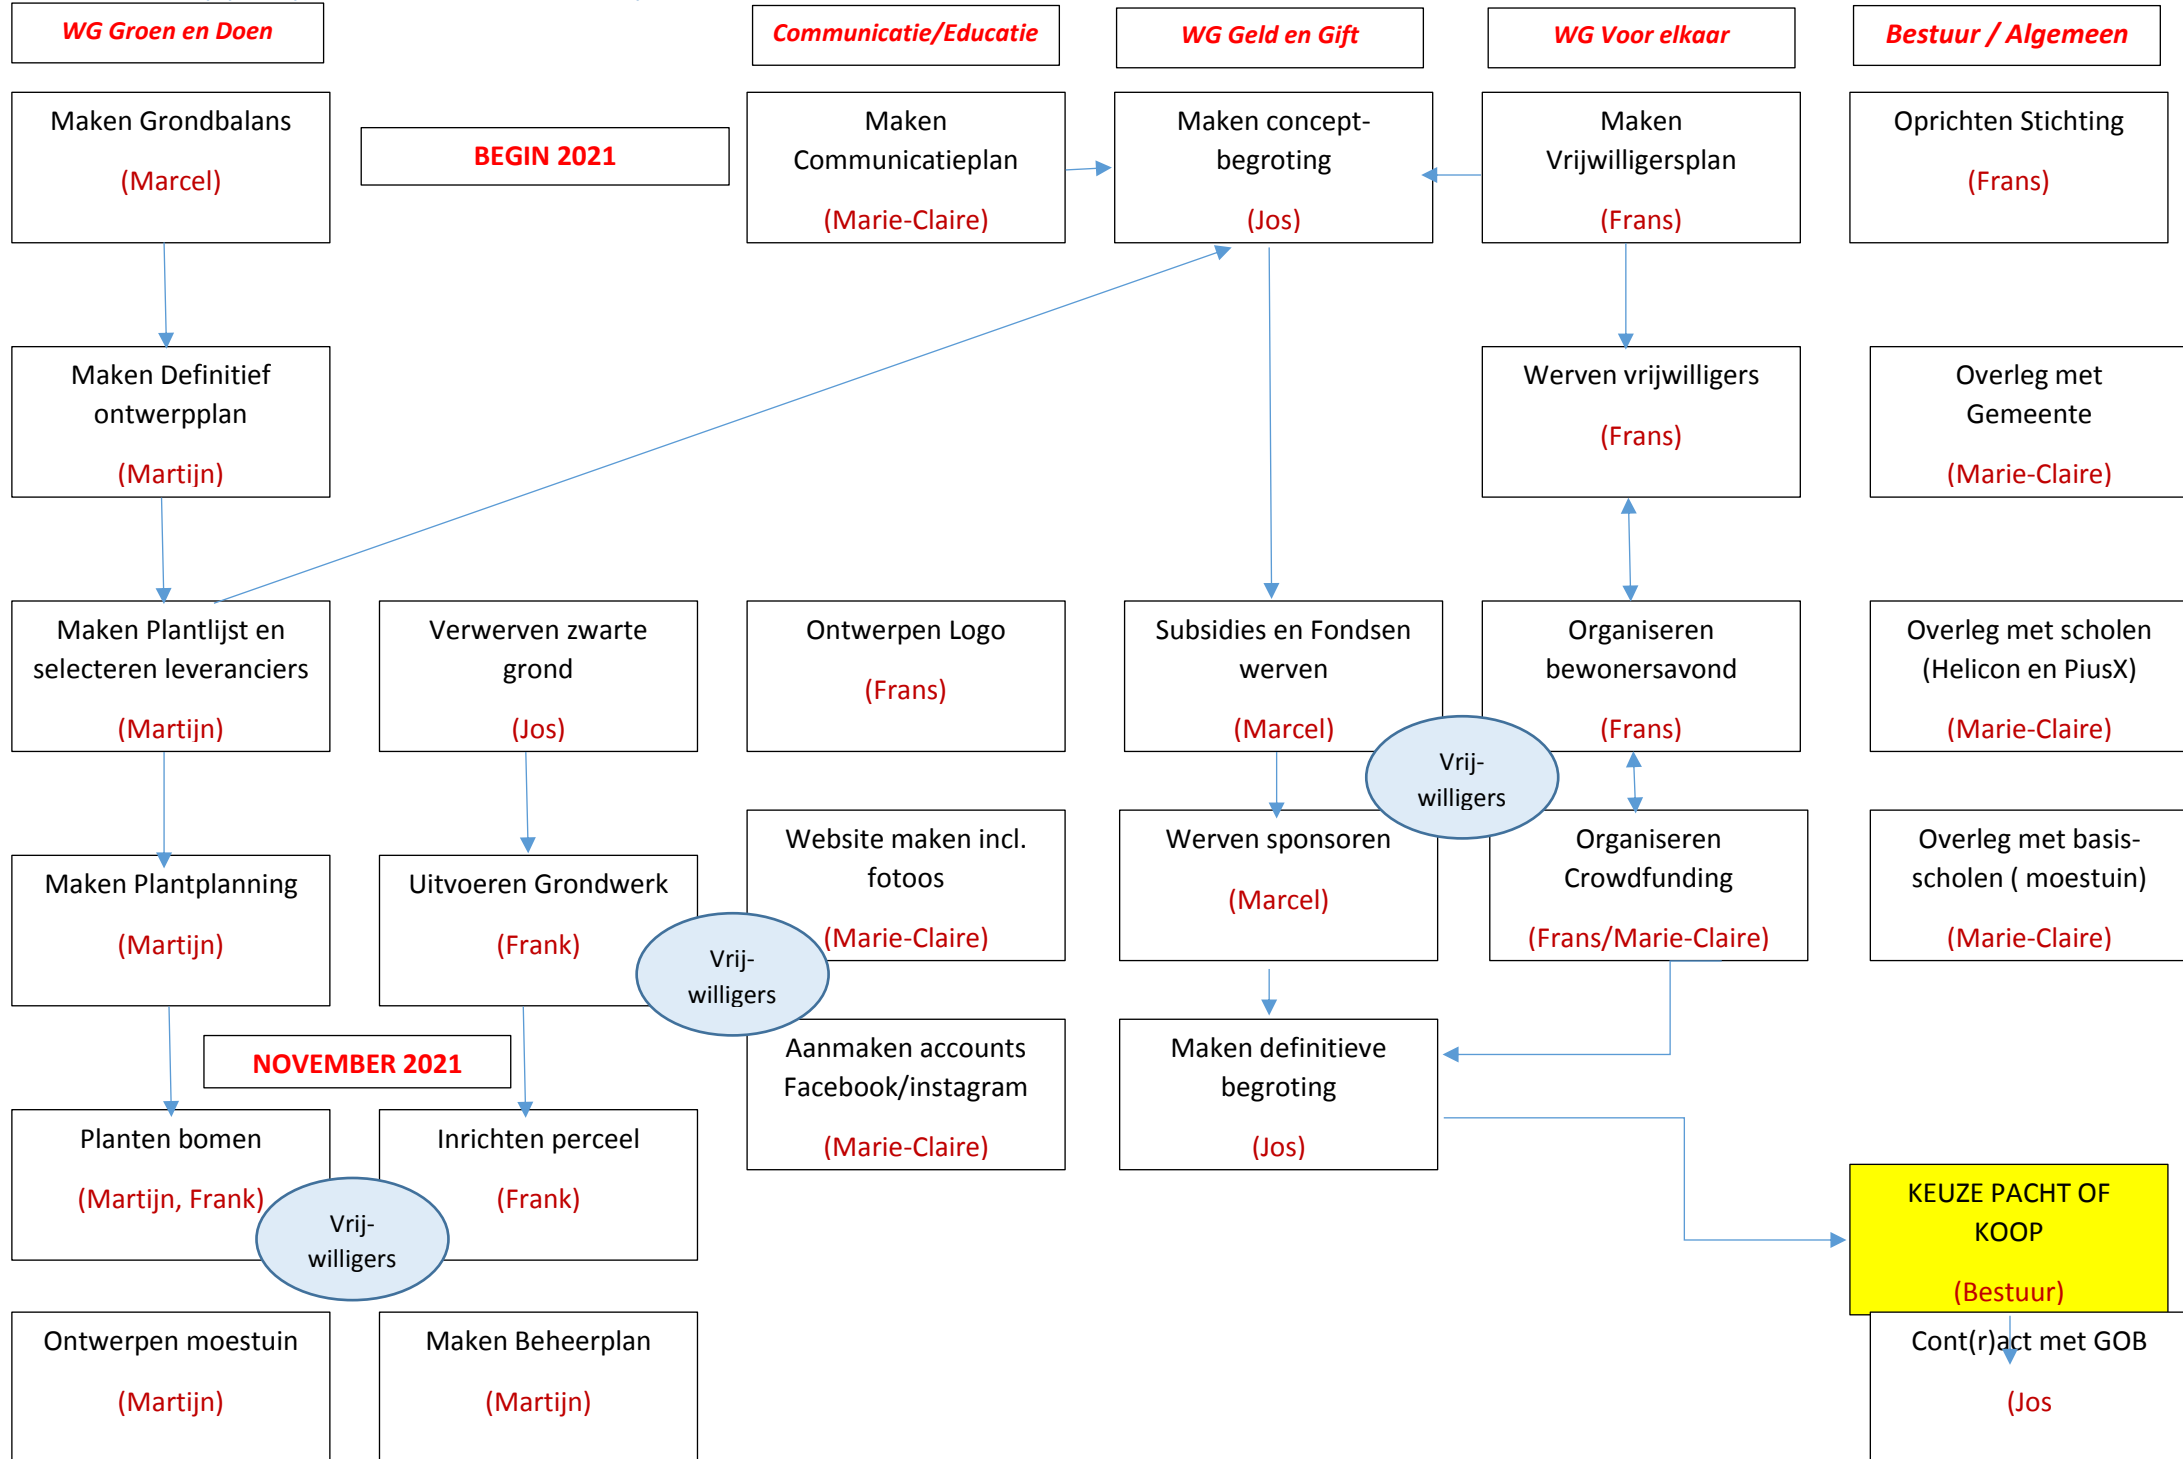 WG Groen en Doen
Communicatie/Educatie
WG Geld en Gift
WG Voor elkaar
Bestuur / Algemeen
Maken Grondbalans
(Marcel)
BEGIN 2021
Maken
Communicatieplan
(Marie-Claire)
Maken concept-
begroting
(Jos)
Maken
Vrijwilligersplan
(Frans)
Oprichten Stichting
(Frans)
Maken Definitief
ontwerpplan
(Martijn)
Werven vrijwilligers
(Frans)
Overleg met
Gemeente
(Marie-Claire)
Maken Plantlijst en
selecteren leveranciers
(Martijn)
Verwerven zwarte
grond
(Jos)
Ontwerpen Logo
(Frans)
Subsidies en Fondsen
werven
(Marcel)
Organiseren
bewonersavond
(Frans)
Overleg met scholen
(Helicon en PiusX)
(Marie-Claire)
Vrij-
willigers
Maken Plantplanning
(Martijn)
Uitvoeren Grondwerk
(Frank)
Website maken incl.
fotoos
(Marie-Claire)
Werven sponsoren
(Marcel)
Organiseren
Crowdfunding
(Frans/Marie-Claire)
Overleg met basis-
scholen ( moestuin)
(Marie-Claire)
Vrij-
willigers
NOVEMBER 2021
Aanmaken accounts
Facebook/instagram
(Marie-Claire)
Maken definitieve
begroting
(Jos)
Planten bomen
(Martijn, Frank)
Inrichten perceel
(Frank)
Vrij-
willigers
KEUZE PACHT OF
KOOP
(Bestuur)
Ontwerpen moestuin
(Martijn)
Maken Beheerplan
(Martijn)
Cont(r)act met GOB
(Jos